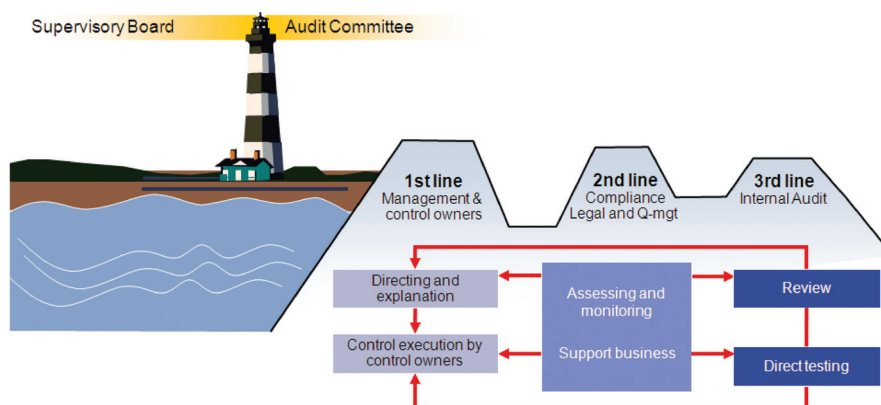 Supervisory Board
Audit Committee
1st line
Management &
control owners
2nd line
Compliance
Legal and Q-mgt
3rd line
Internal Audit
Directing and
explanation
Assessing and
monitoring
Review
Control execution by
control owners
Support business
Direct testing